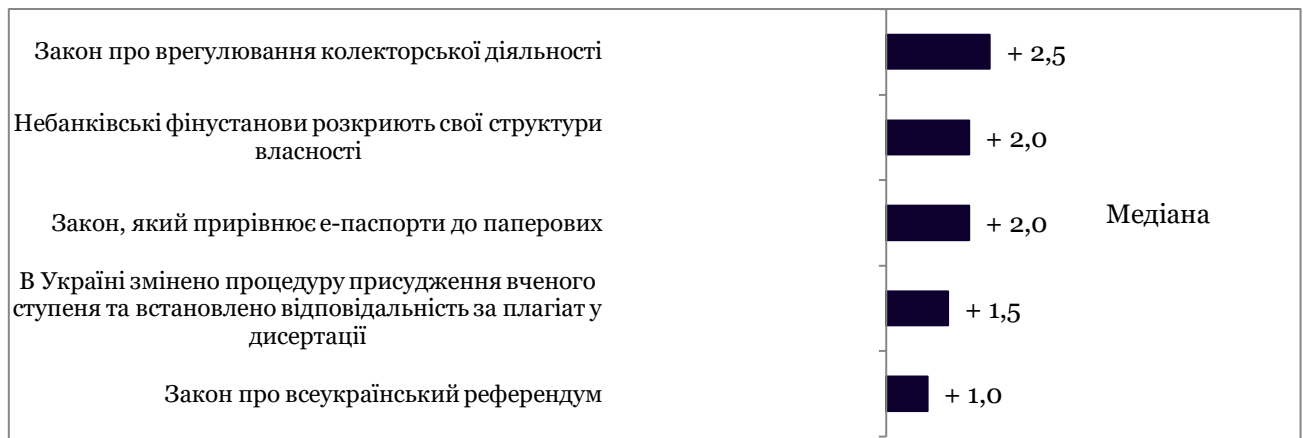 Закон про врегулювання колекторської діяльності
+ 2,5
Небанківські фінустанови розкриють свої структури
власності
+ 2,0
Закон, який прирівнює е-паспорти до паперових
+ 2,0
Медіана
В Україні змінено процедуру присудження вченого
ступеня та встановлено відповідальність за плагіат у
дисертації
+ 1,5
Закон про всеукраїнський референдум
+ 1,0